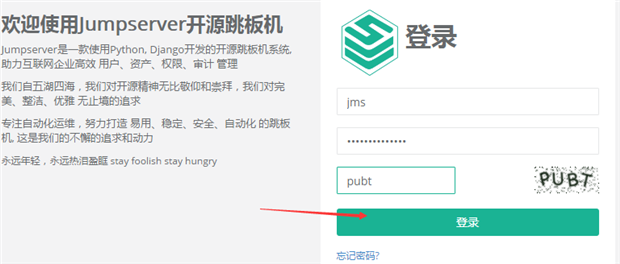 欢迎使用Jumpserver开源跳板机
Jumpserver是一款使用Python, Django开发的开源跳板机系统,
助力互联网企业高效 用户、资产、权限、审计 管理
我们自五湖四海，我们对开源精神无比敬仰和崇拜，我们对完
美、整洁、优雅 无止境的追求
专注自动化运维，努力打造 易用、稳定、安全、自动化 的跳板
机, 这是我们的不懈的追求和动力
永远年轻，永远热泪盈眶 stay foolish stay hungry
登录
jms
••••••••••••••
pubt
PUBT
登录
忘记密码?